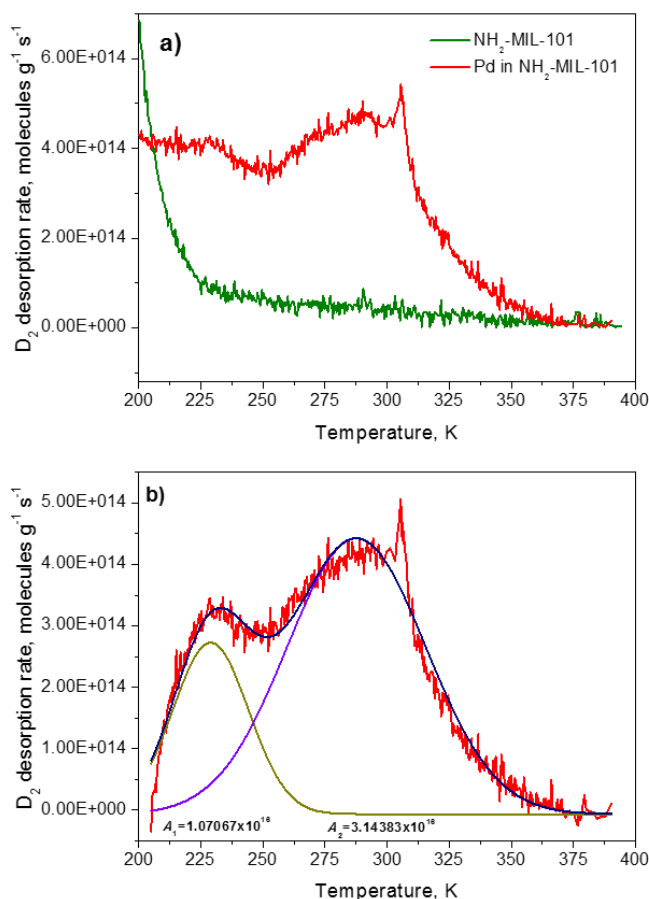 a)
NH₂-MIL-101
Pd in NH₂-MIL-101
6.00E+014
4.00E+014
2.00E+014
0.00E+000
D₂ desorption rate, molecules g⁻¹ s⁻¹
200 225 250 275 300 325 350 375 400
Temperature, K
b)
5.00E+014
4.00E+014
3.00E+014
2.00E+014
1.00E+014
0.00E+000
D₂ desorption rate, molecules g⁻¹ s⁻¹
A₁=1.07067x10¹⁶ A₂=3.14383x10¹⁶
200 225 250 275 300 325 350 375 400
Temperature, K